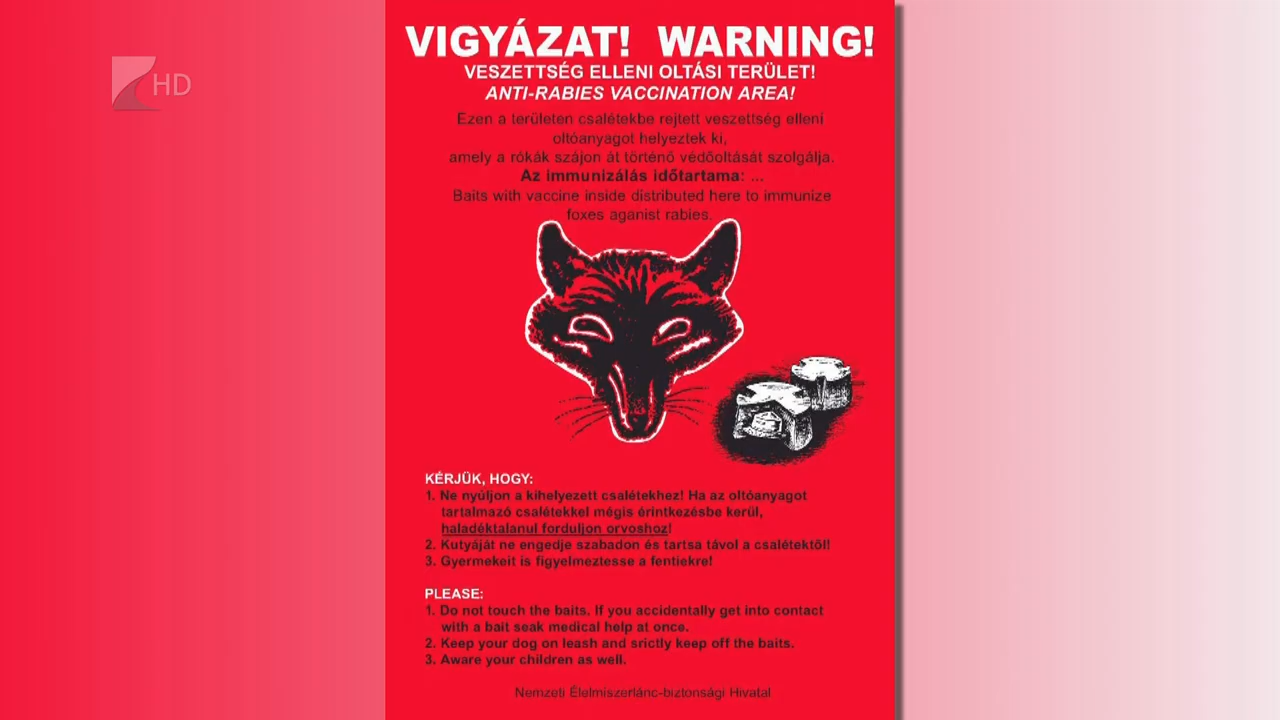 HD
VIGYÁZAT! WARNING!
VESZETTSÉG ELLENI OLTÁSI TERÜLET!
ANTI-RABIES VACCINATION AREA!
Ezen a területen csalétekbe rejtett veszettség elleni
oltóanyagot helyeztek ki,
amely a rókák szájon át történő védőoltását szolgálja.
Az immunizálás időtartama: ...
Baits with vaccine inside distributed here to immunize
foxes aganist rabies.
KÉRJÜK, HOGY:
1. Ne nyúljon a kihelyezett csalétekhez! Ha az oltóanyagot
tartalmazó csalétekkel mégis érintkezésbe kerül,
haladéktalanul forduljon orvoshoz!
2. Kutyáját ne engedje szabadon és tartsa távol a csalétektől!
3. Gyermekeit is figyelmeztesse a fentiekre!
PLEASE:
1. Do not touch the baits. If you accidentally get into contact
with a bait seak medical help at once.
2. Keep your dog on leash and srictly keep off the baits.
3. Aware your children as well.
Nemzeti Élelmiszerlánc-biztonsági Hivatal